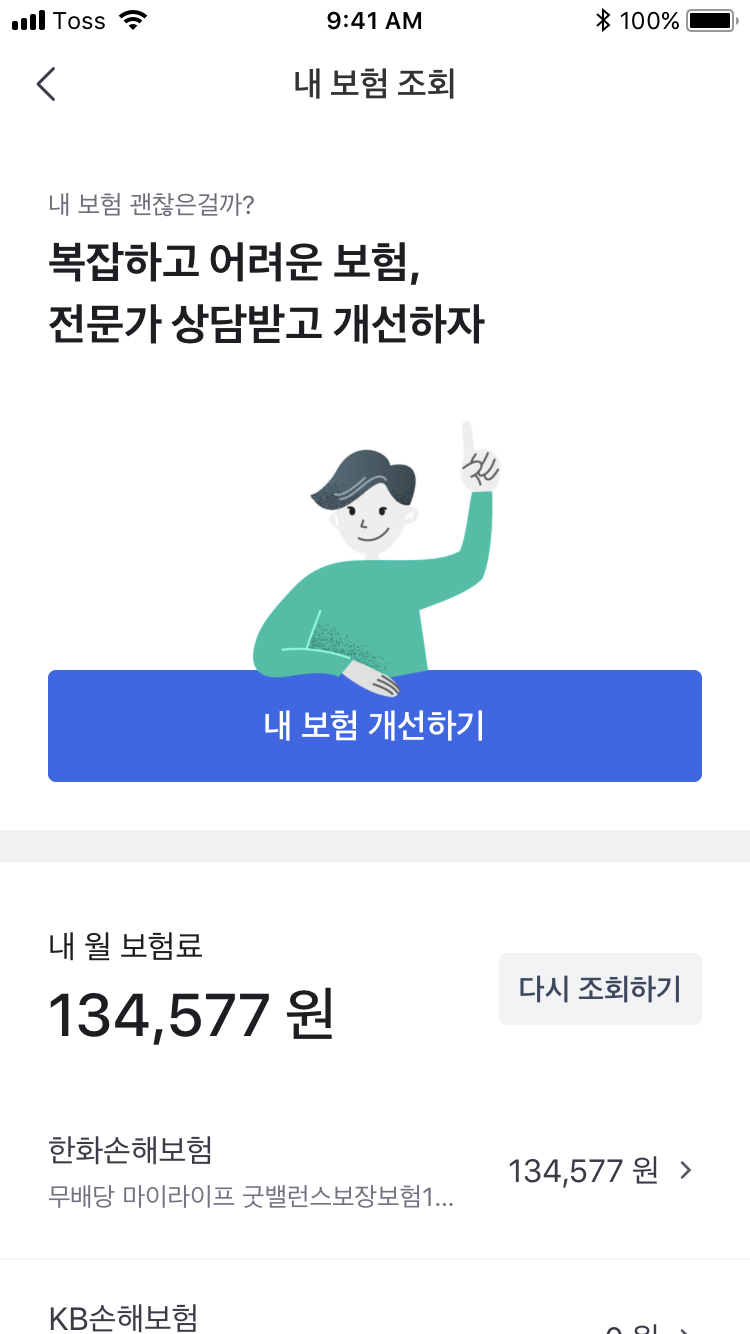 Toss 9:41 AM 100%
내 보험 조회
내 보험 괜찮은걸까?
복잡하고 어려운 보험,
전문가 상담받고 개선하자
내 보험 개선하기
내 월 보험료
134,577 원
다시 조회하기
한화손해보험
134,577 원
무배당 마이라이프 굿밸런스보장보험1...
KB손해보험
0 원